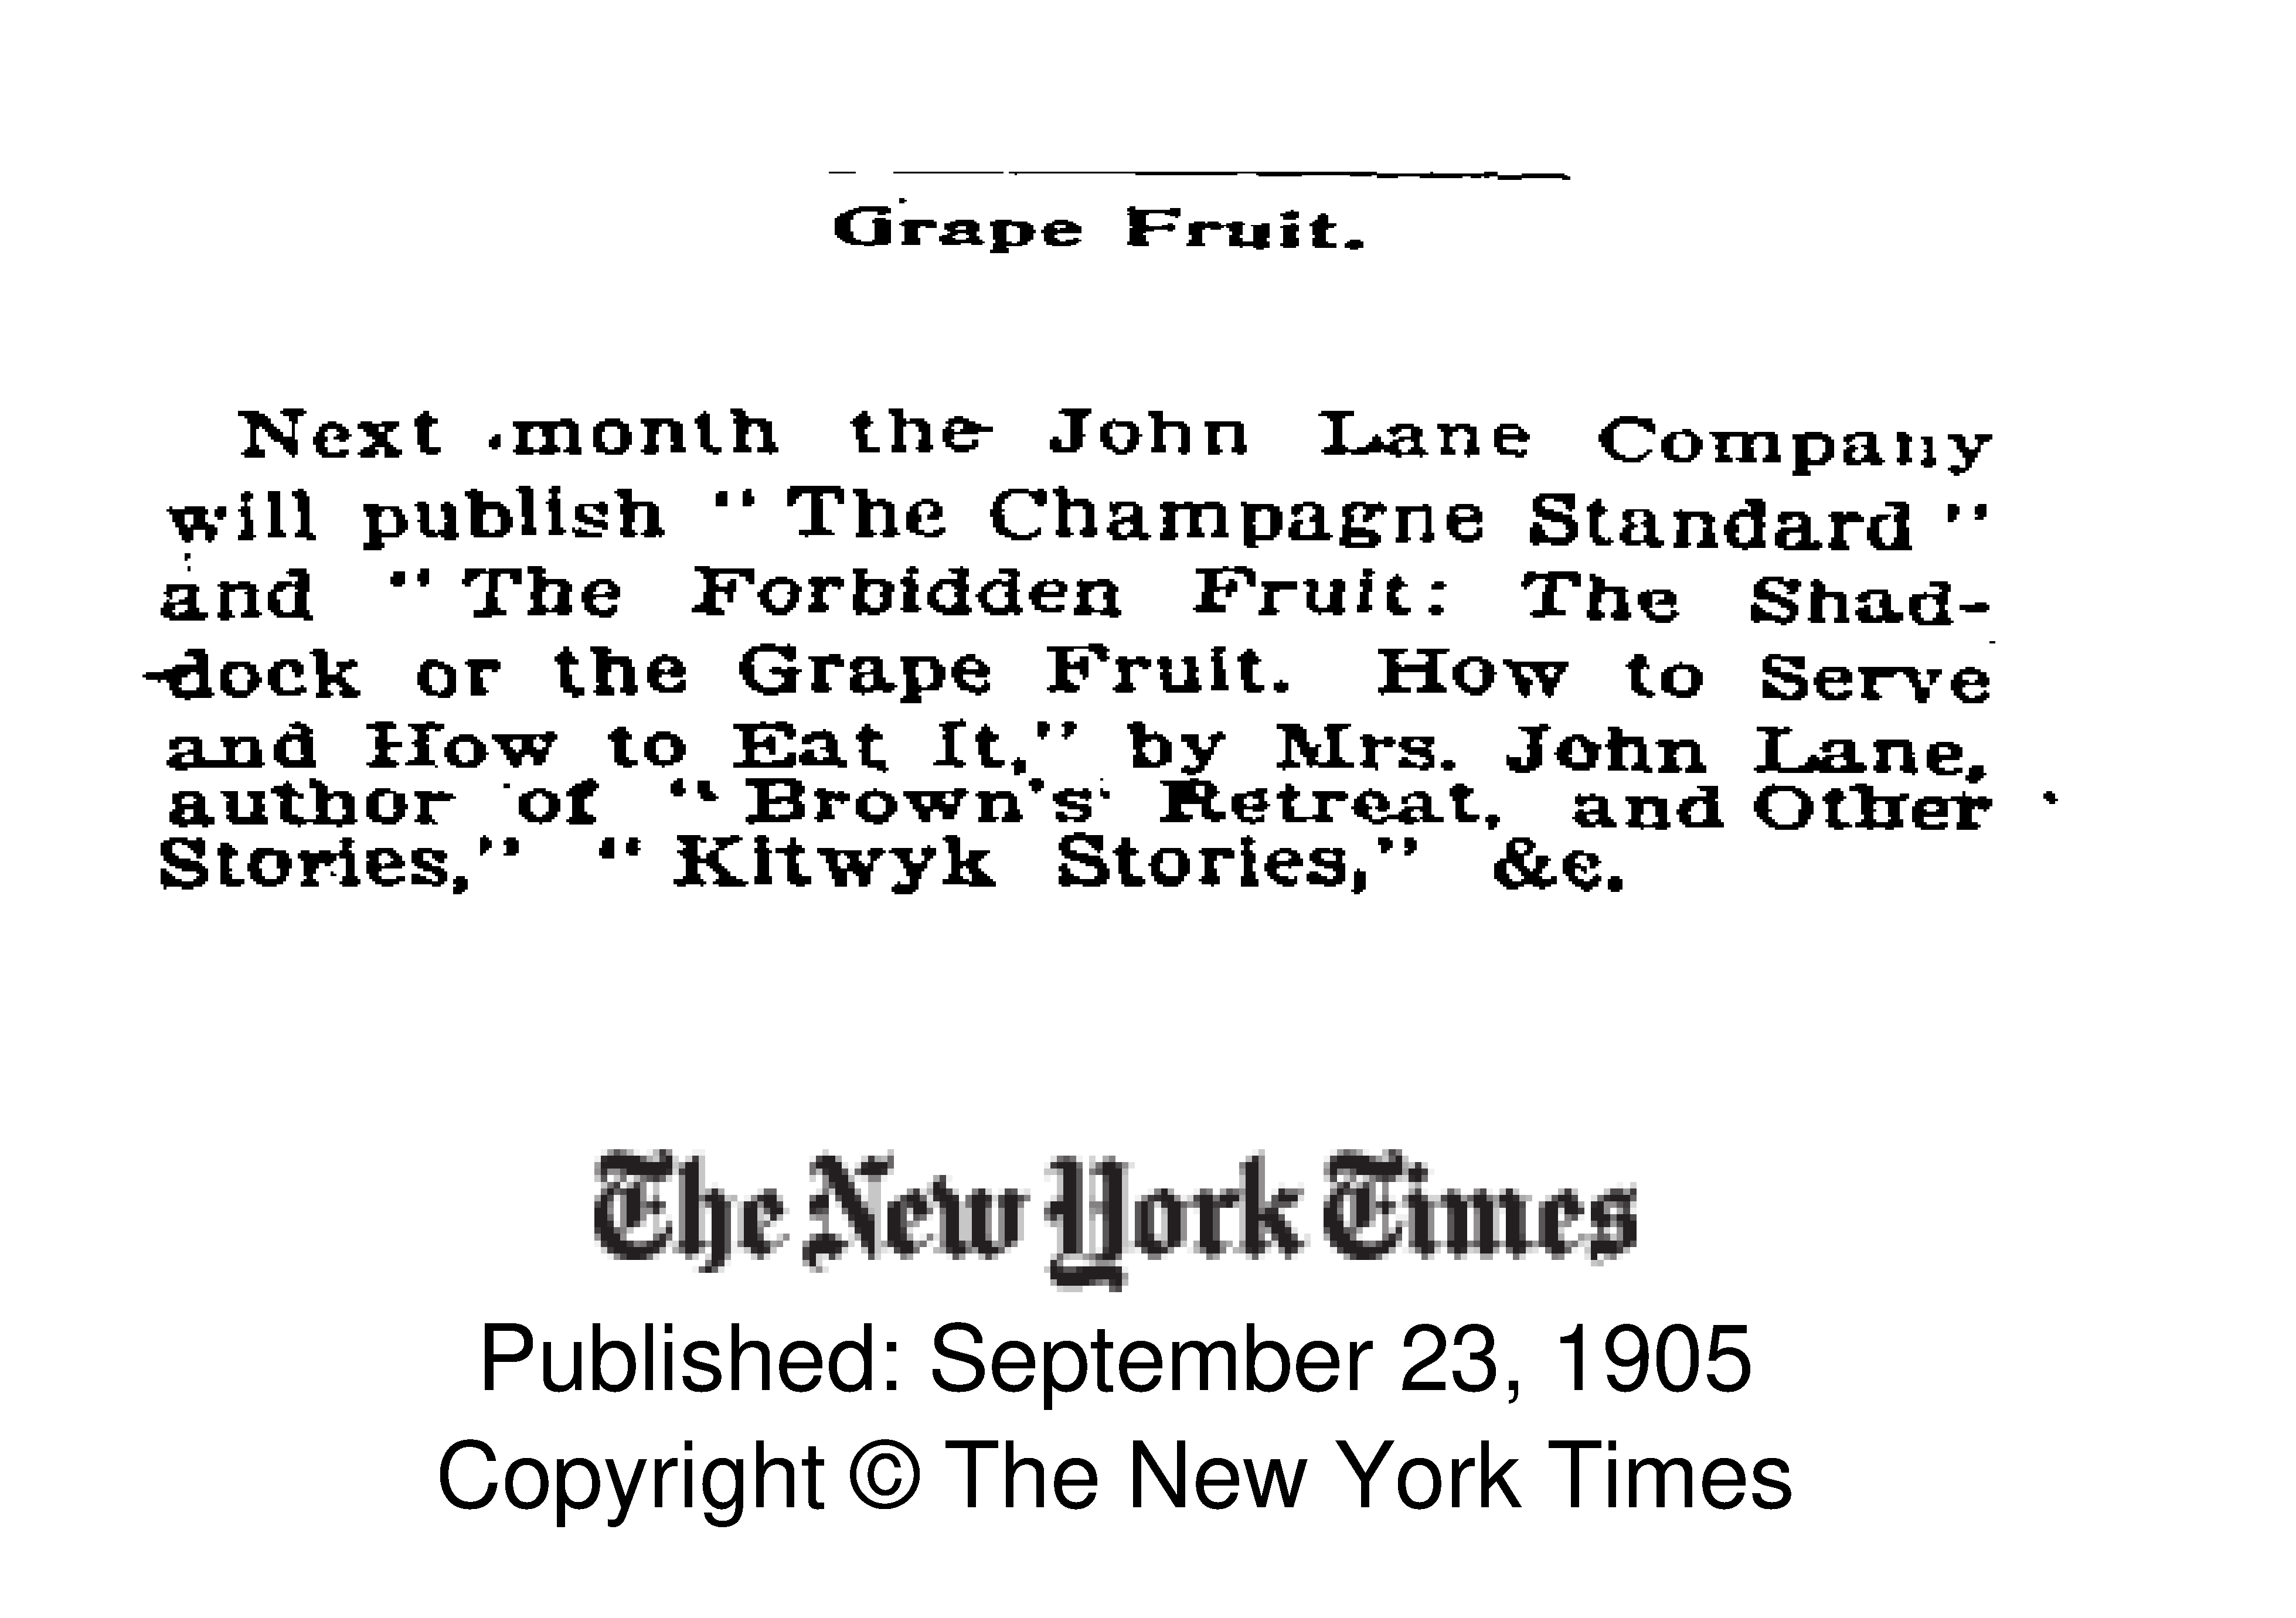 Grape Fruit.
Next month the John Lane Company
will publish "The Champagne Standard"
and "The Forbidden Fruit: The Shad-
dock or the Grape Fruit. How to Serve
and How to Eat It," by Mrs. John Lane,
author of "Brown's Retreat, and Other
Stories," "Kitwyk Stories," &c.
The New York Times
Published: September 23, 1905
Copyright © The New York Times